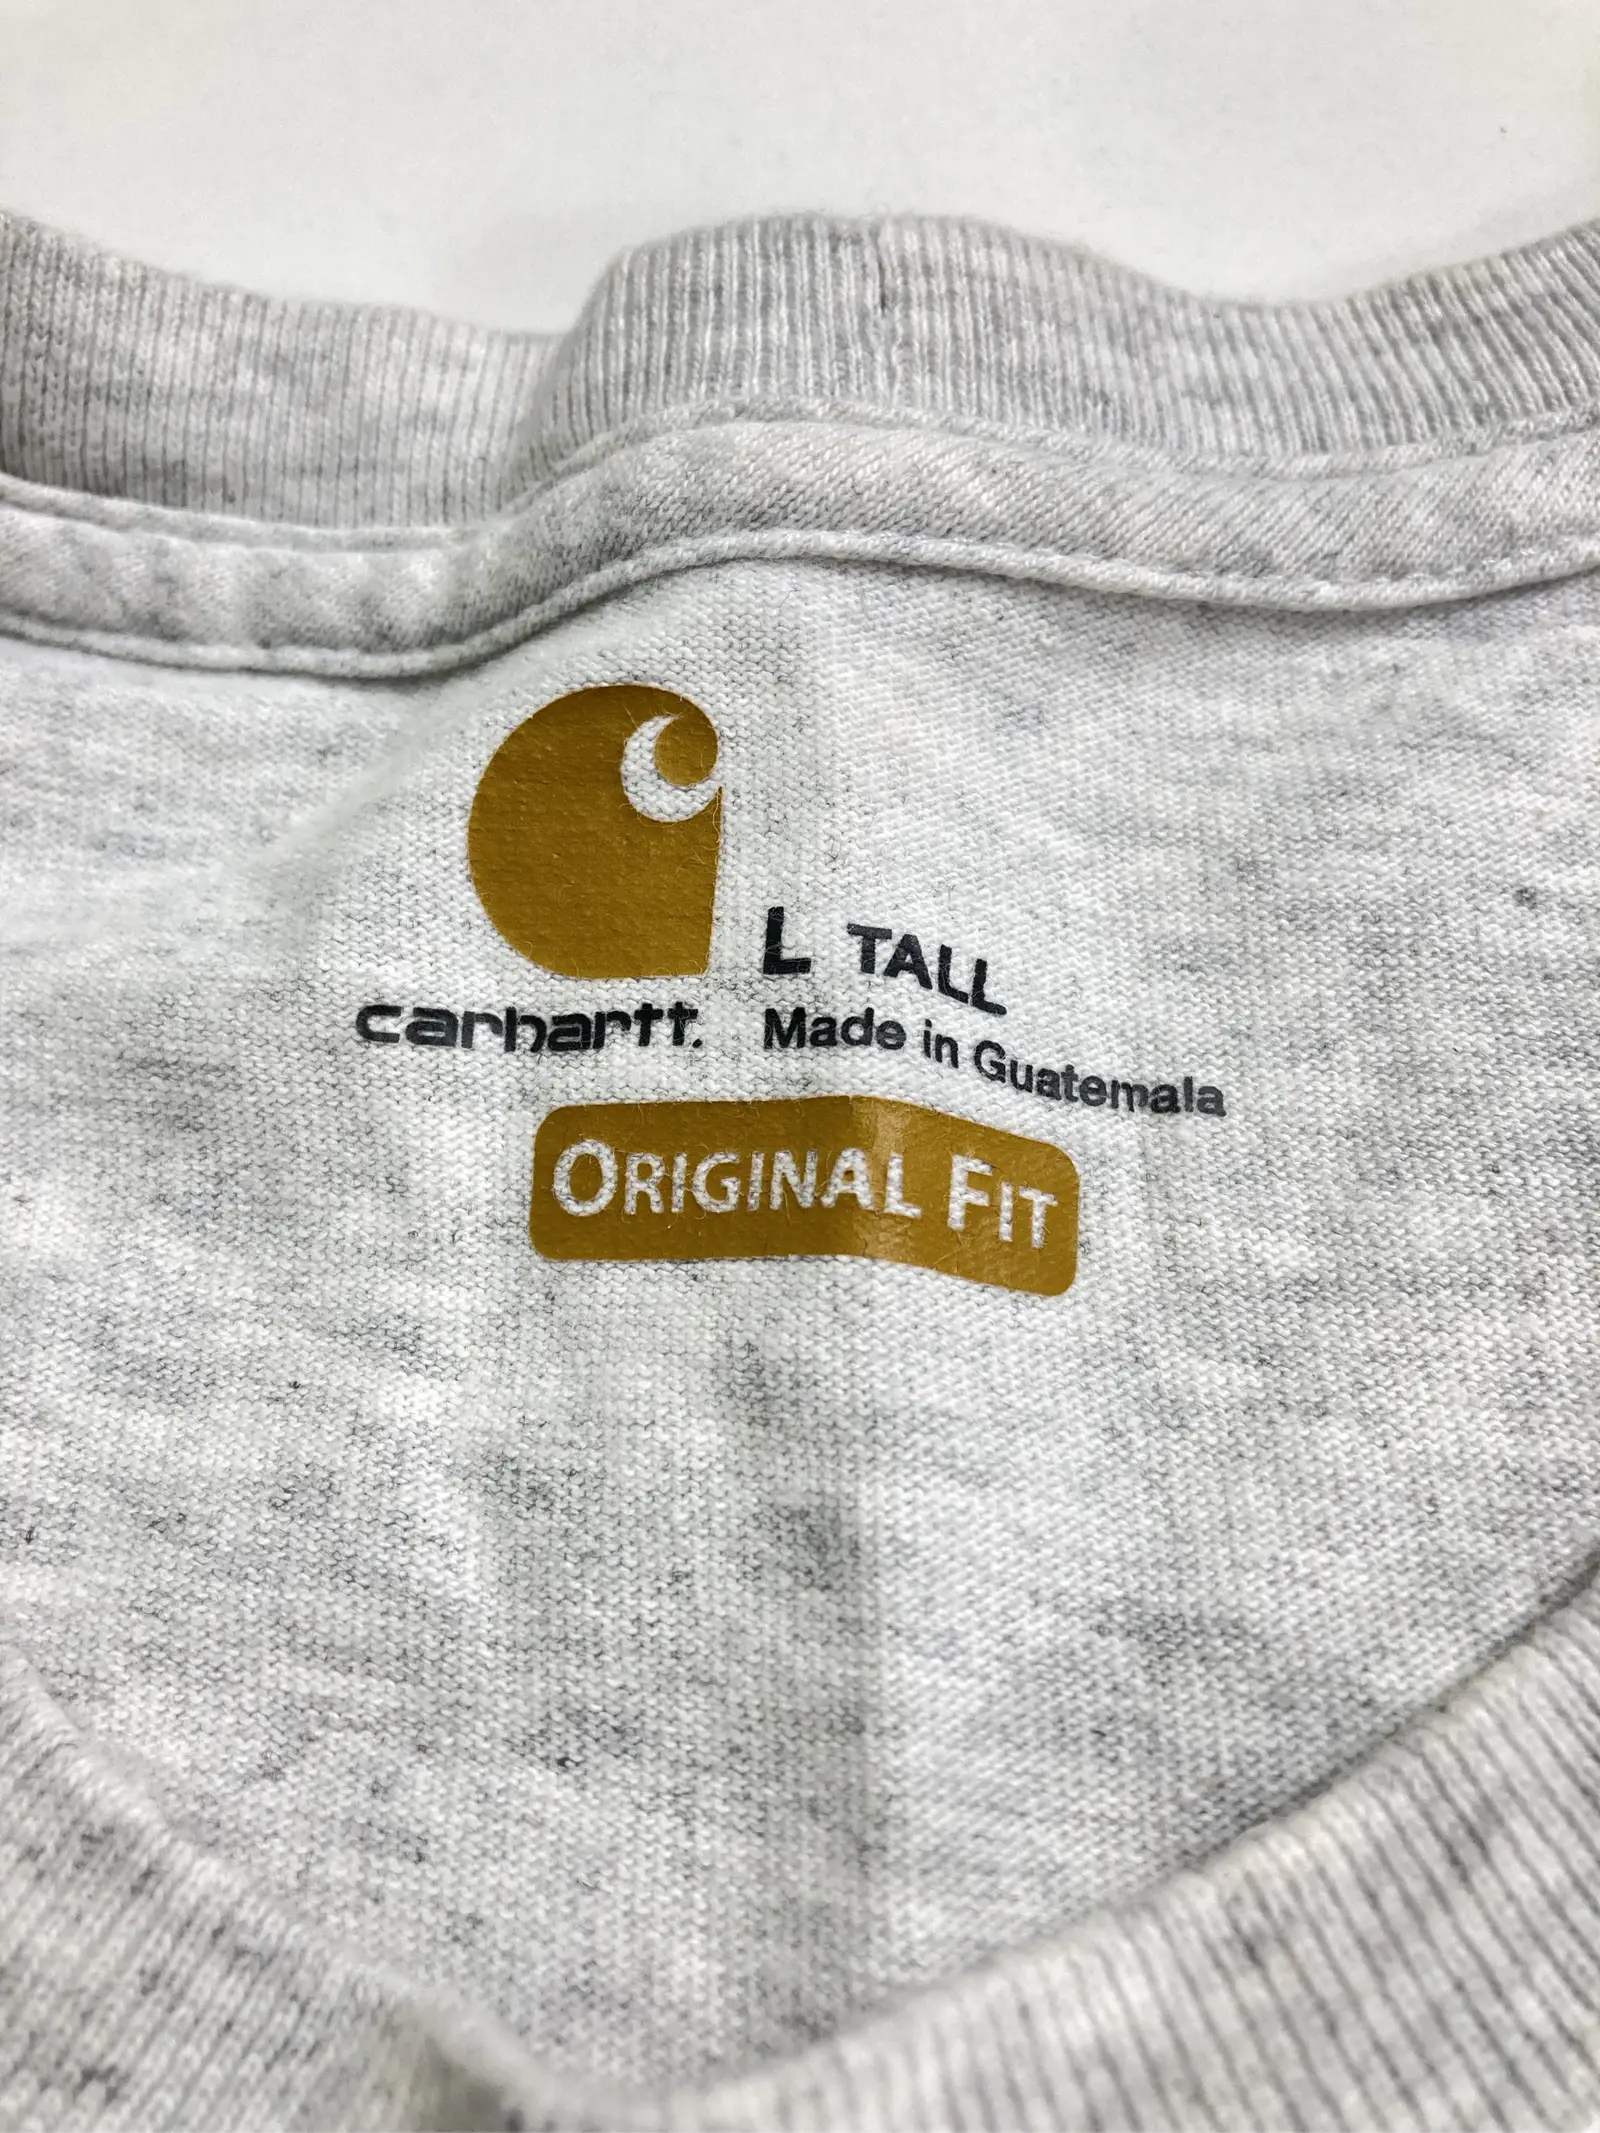 L TALL
carhartt.
Made in Guatemala
ORIGINAL FIT